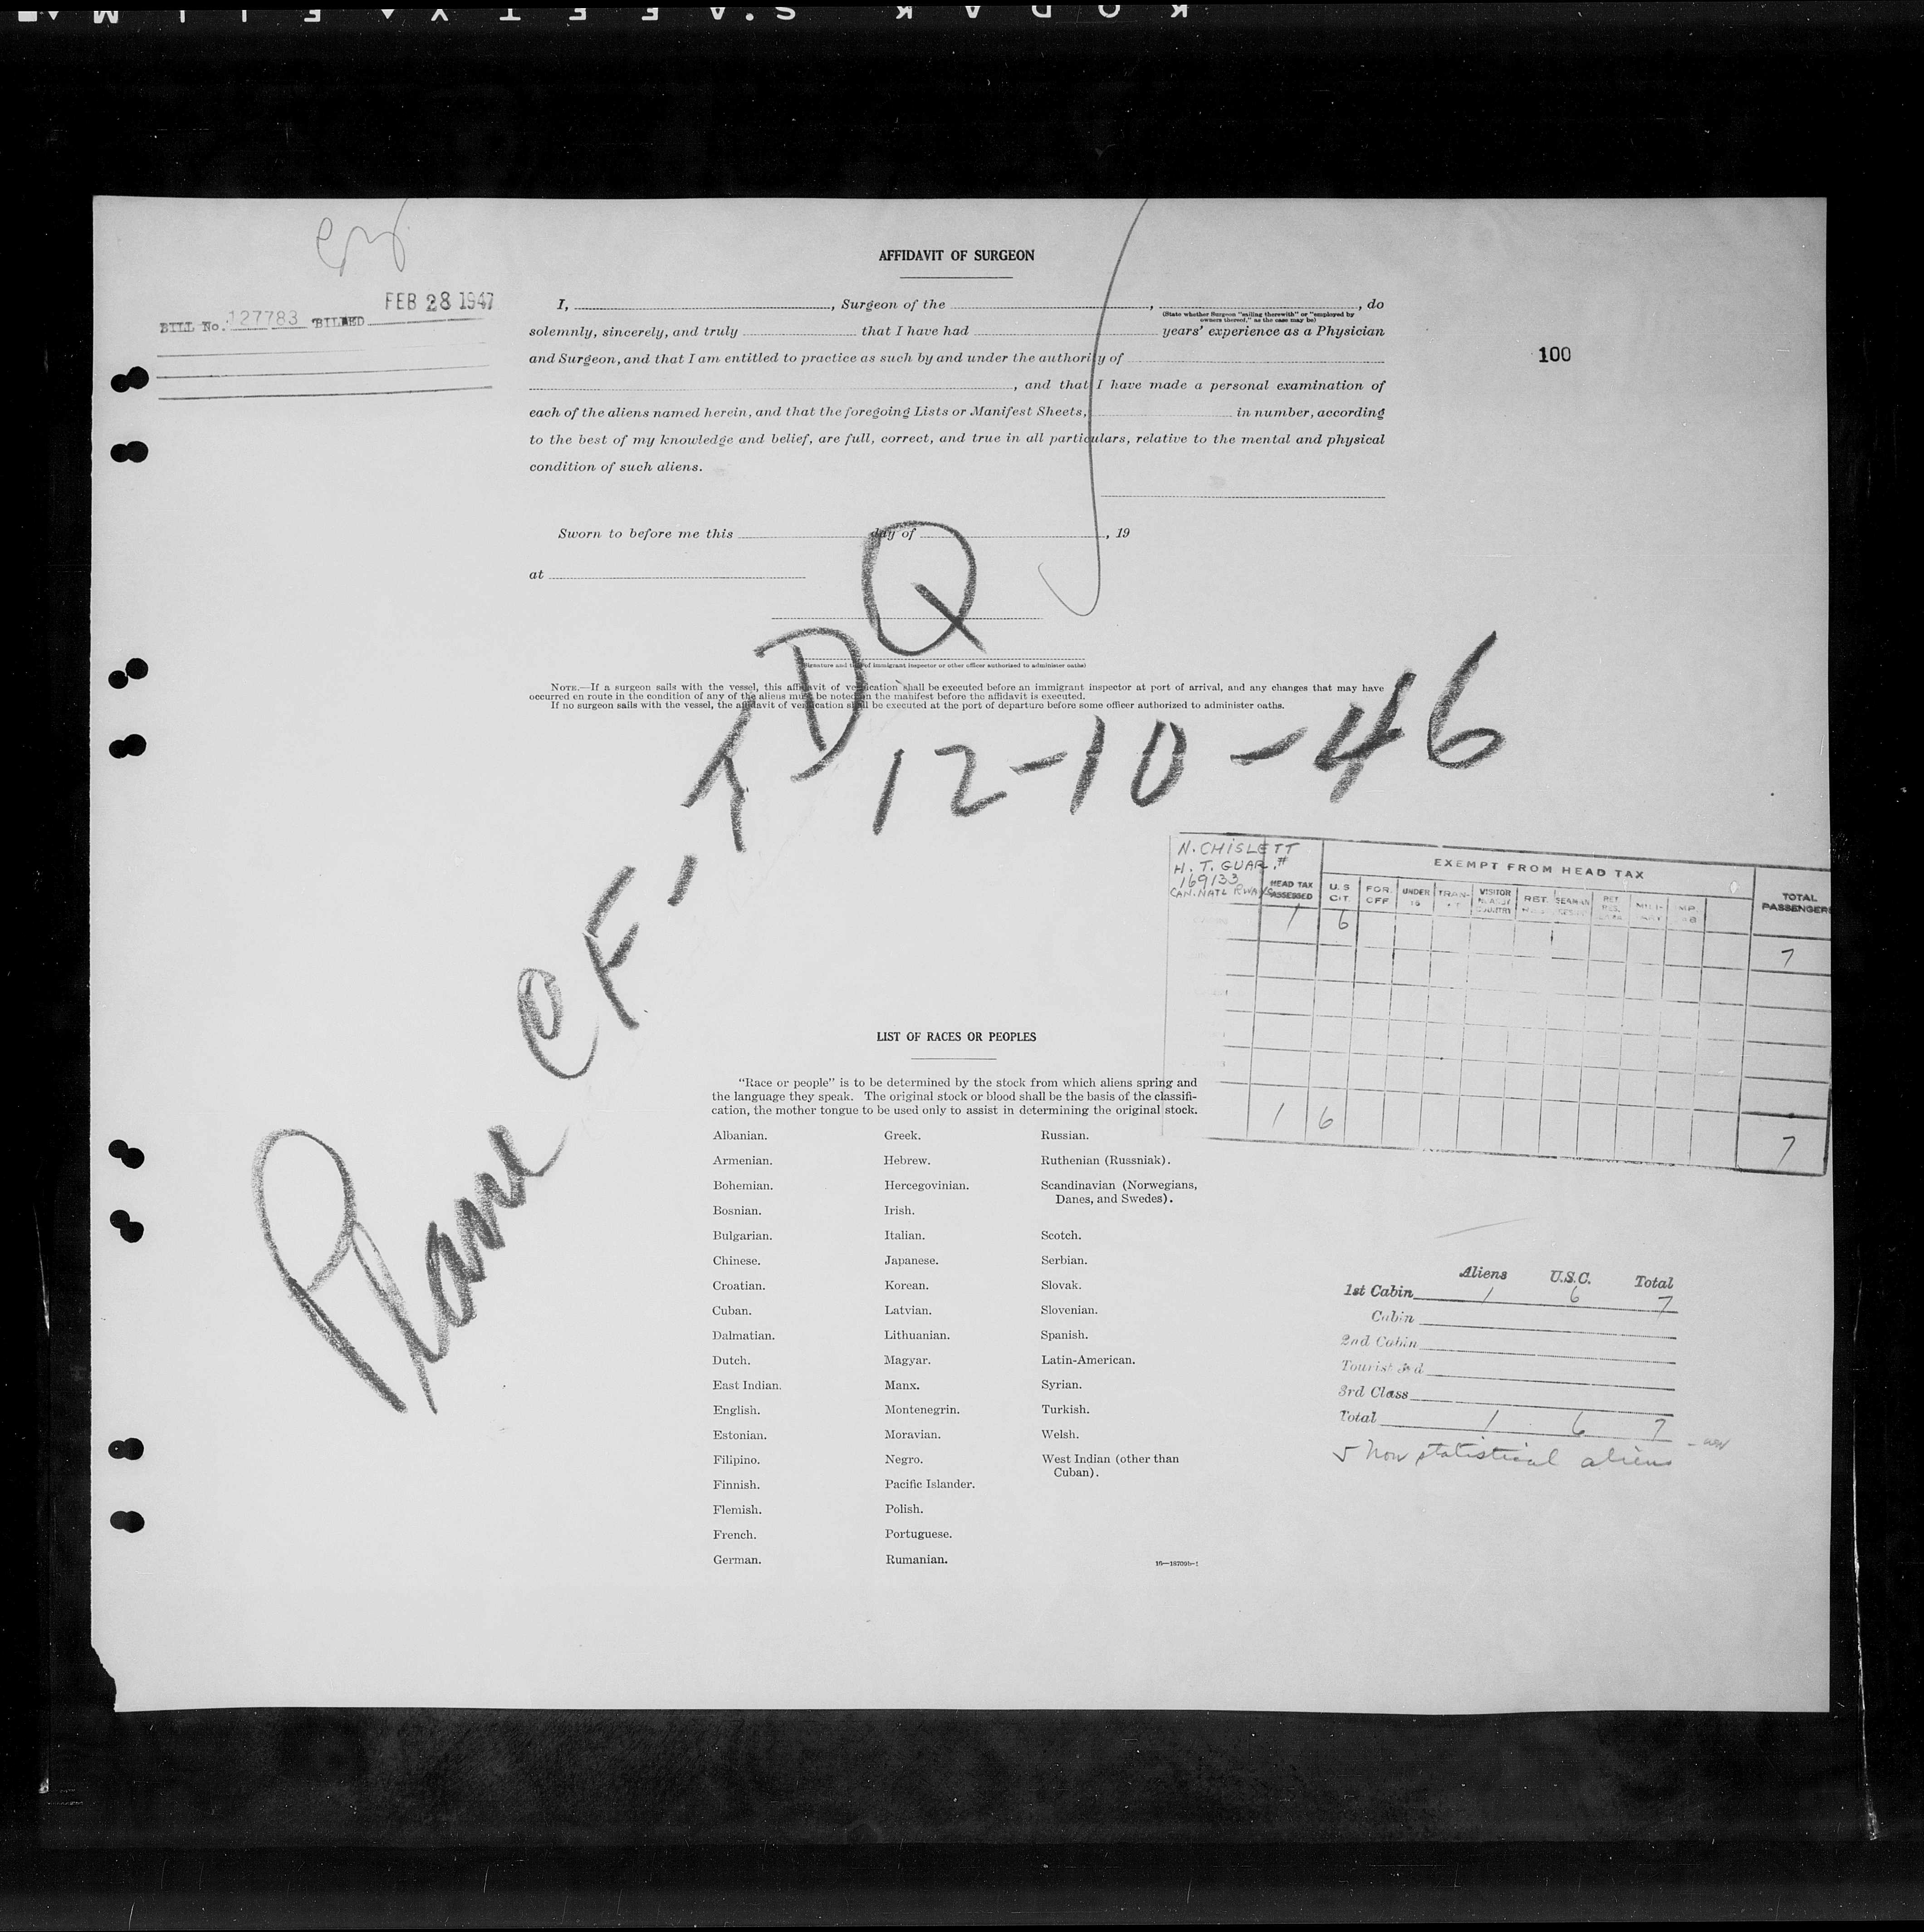 KODAK S.AFETY FILM
BILL No. 127783 BILLED FEB 28 1947
AFFIDAVIT OF SURGEON
I, , Surgeon of the , , do
(State whether Surgeon "sailing therewith" or "employed by
owners thereof," as the case may be)
solemnly, sincerely, and truly that I have had years' experience as a Physician
and Surgeon, and that I am entitled to practice as such by and under the authority of
, and that I have made a personal examination of
each of the aliens named herein, and that the foregoing Lists or Manifest Sheets, in number, according
to the best of my knowledge and belief, are full, correct, and true in all particulars, relative to the mental and physical
condition of such aliens.
100
Sworn to before me this day of , 19
at
(Signature and title of immigrant inspector or other officer authorized to administer oaths)
NOTE.—If a surgeon sails with the vessel, this affidavit of verification shall be executed before an immigrant inspector at port of arrival, and any changes that may have
occurred en route in the condition of any of the aliens must be noted in the manifest before the affidavit is executed.
If no surgeon sails with the vessel, the affidavit of verification shall be executed at the port of departure before some officer authorized to administer oaths.
Plane CF-TDQ
12-10-46
N. CHISLETT
H. T. GUAR. #
169133
CAN. NATL RWAYS
EXEMPT FROM HEAD TAX
HEAD TAX ASSESSED U.S CIT. FOR. OFF UNDER 16 TRAN- VISITOR COUNTRY RET. SEAMAN RET. RES. MILI- TOTAL PASSENGERS
1 6 7
1 6 7
LIST OF RACES OR PEOPLES
"Race or people" is to be determined by the stock from which aliens spring and
the language they speak. The original stock or blood shall be the basis of the classifi-
cation, the mother tongue to be used only to assist in determining the original stock.
Albanian.
Armenian.
Bohemian.
Bosnian.
Bulgarian.
Chinese.
Croatian.
Cuban.
Dalmatian.
Dutch.
East Indian.
English.
Estonian.
Filipino.
Finnish.
Flemish.
French.
German.
Greek.
Hebrew.
Hercegovinian.
Irish.
Italian.
Japanese.
Korean.
Latvian.
Lithuanian.
Magyar.
Manx.
Montenegrin.
Moravian.
Negro.
Pacific Islander.
Polish.
Portuguese.
Rumanian.
Russian.
Ruthenian (Russniak).
Scandinavian (Norwegians,
Danes, and Swedes).
Scotch.
Serbian.
Slovak.
Slovenian.
Spanish.
Latin-American.
Syrian.
Turkish.
Welsh.
West Indian (other than
Cuban).
16—18709b-1
Aliens U.S.C. Total
1st Cabin 1 6 7
Cabin
2nd Cabin
Tourist 3rd
3rd Class
Total 1 6 7
Non statistical aliens